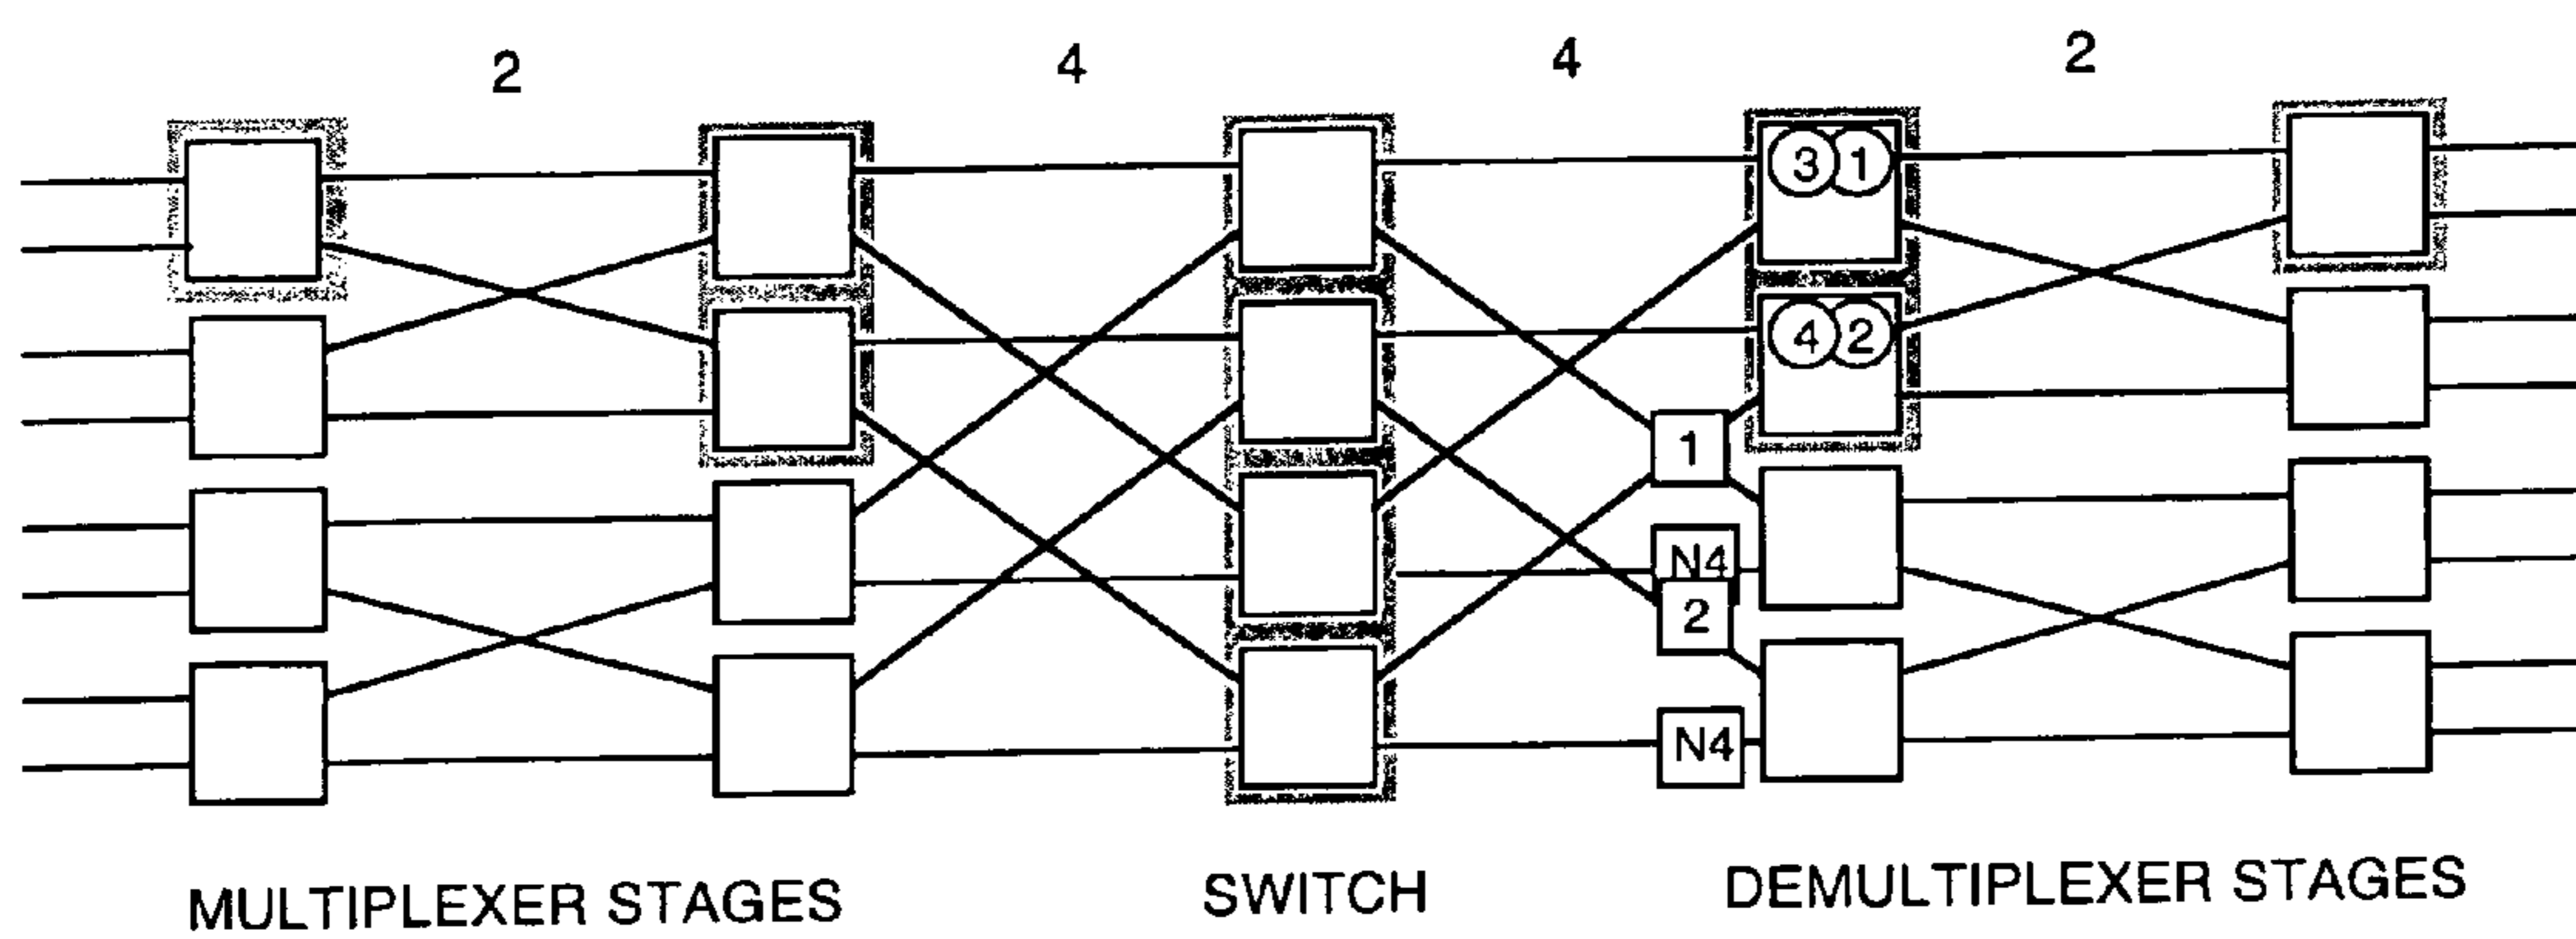 2 4 4 2
3 1
4 2
1
N4
2
N4
MULTIPLEXER STAGES SWITCH DEMULTIPLEXER STAGES